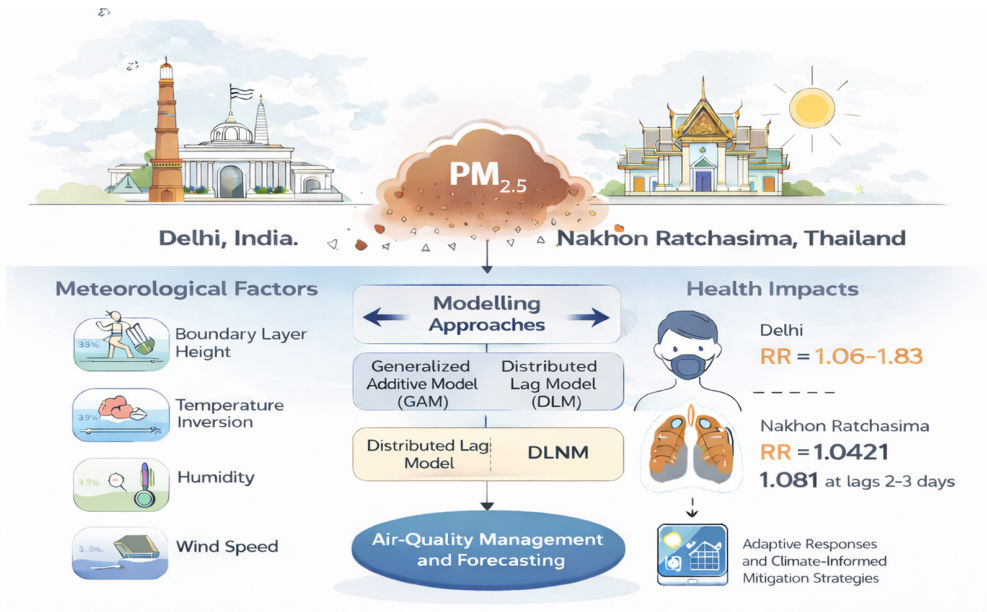 PM2.5
Delhi, India.
Nakhon Ratchasima, Thailand
Meteorological Factors
Boundary Layer
Height
Temperature
Inversion
Humidity
Wind Speed
Modelling
Approaches
Generalized
Additive Model
(GAM)
Distributed
Lag Model
(DLM)
Distributed Lag
Model
DLNM
Air-Quality Management
and Forecasting
Health Impacts
Delhi
RR = 1.06–1.83
Nakhon Ratchasima
RR = 1.0421
1.081 at lags 2-3 days
Adaptive Responses
and Climate-Informed
Mitigation Strategies